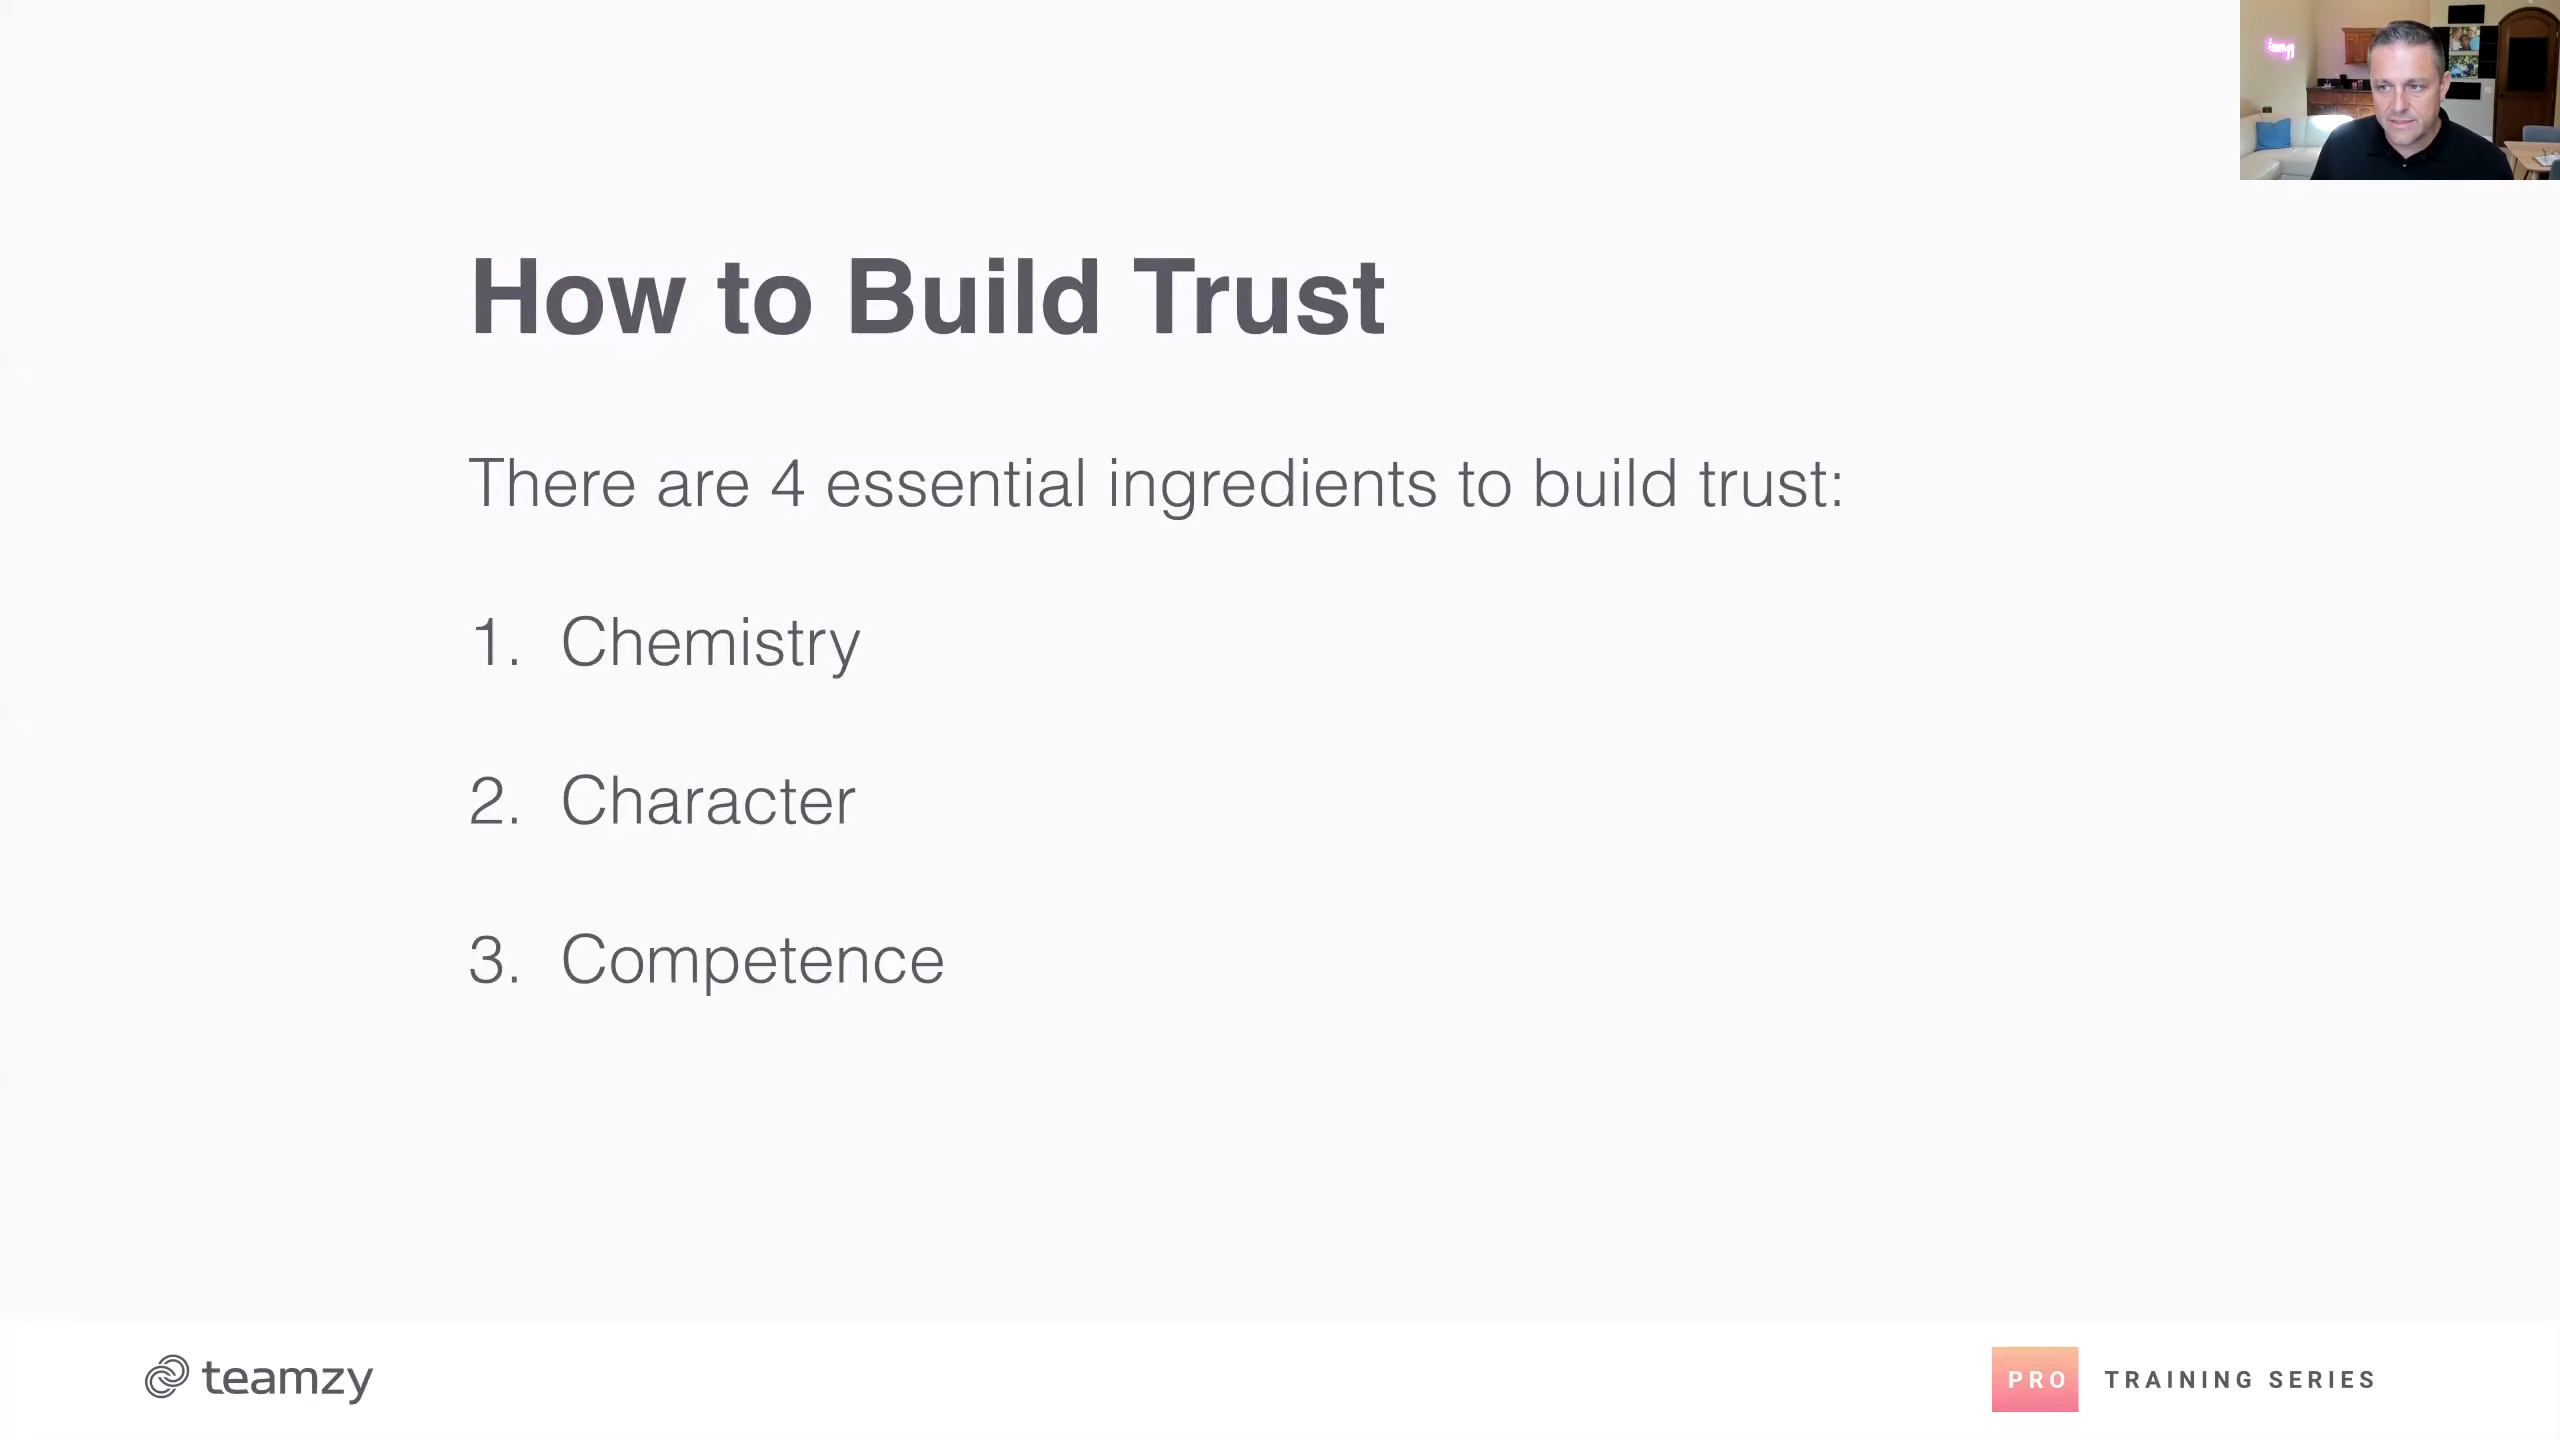 How to Build Trust
There are 4 essential ingredients to build trust:
1. Chemistry
2. Character
3. Competence
teamzy
PRO TRAINING SERIES